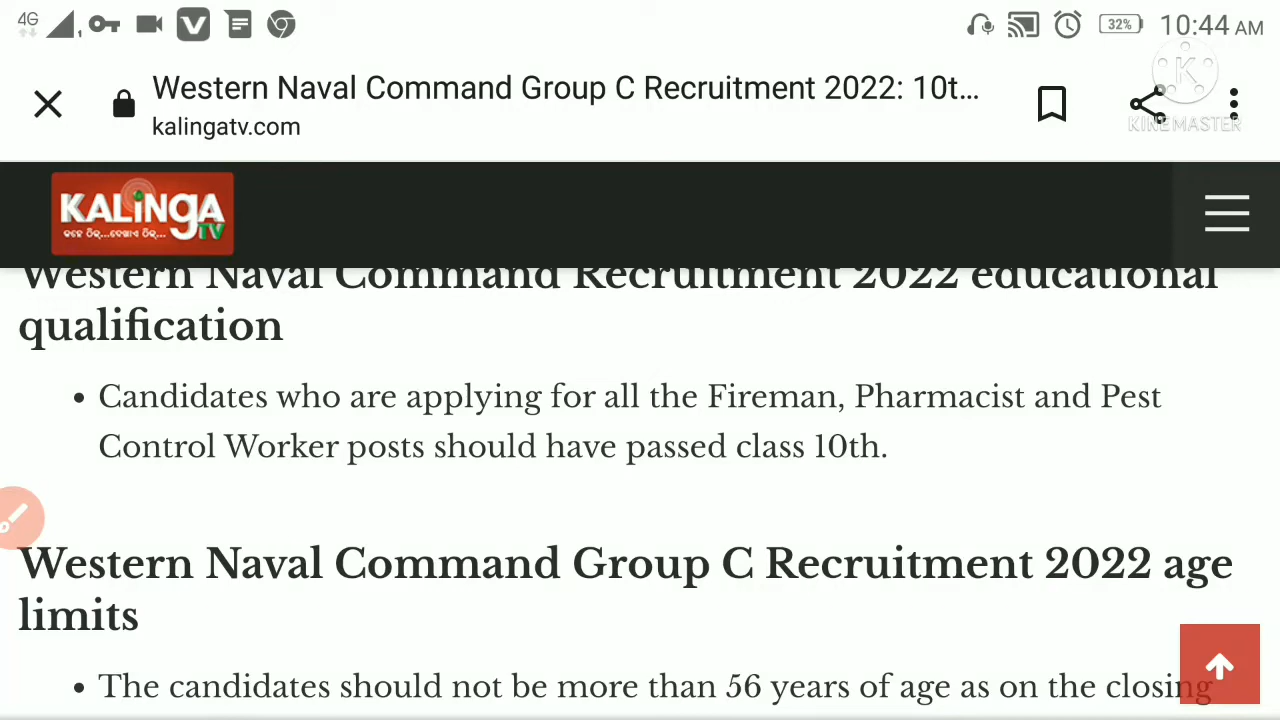 4G
32%
10:44 AM
Western Naval Command Group C Recruitment 2022: 10t...
kalingatv.com
K
KINEMASTER
KALINGA
TV
କହେ ଠିକ୍...ଦେଖାଏ ଠିକ୍...
Western Naval Command Recruitment 2022 educational
qualification
• Candidates who are applying for all the Fireman, Pharmacist and Pest
Control Worker posts should have passed class 10th.
Western Naval Command Group C Recruitment 2022 age
limits
• The candidates should not be more than 56 years of age as on the closing